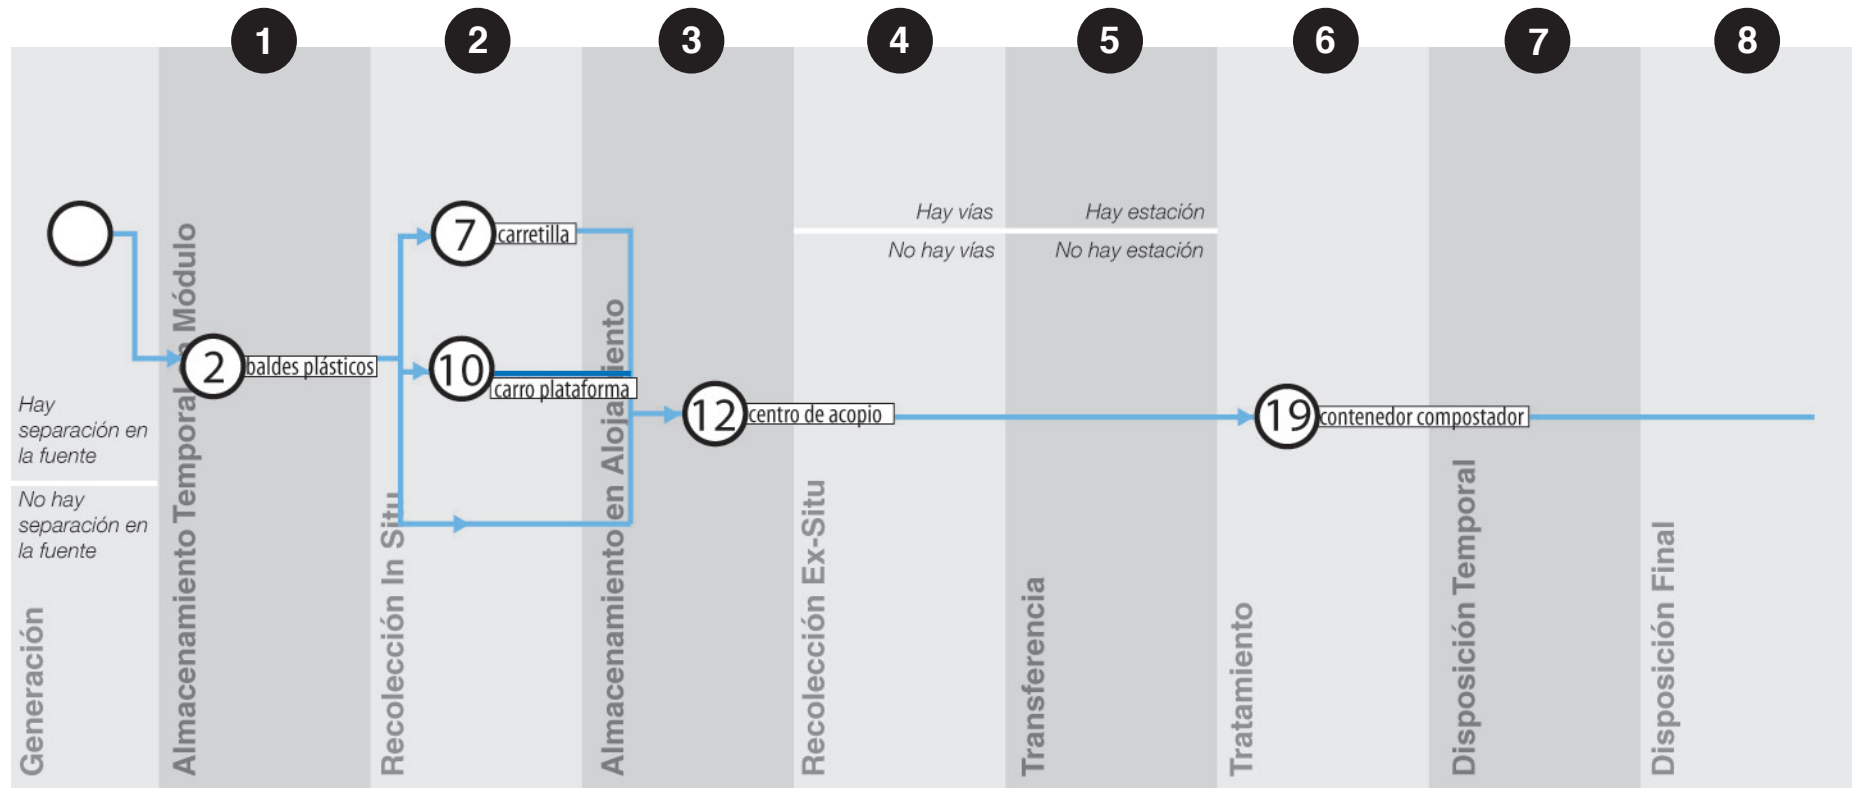 1
2
3
4
5
6
7
8
7
carretilla
Hay vías
Hay estación
No hay vías
No hay estación
2
baldes plásticos
10
carro plataforma
12
centro de acopio
19
contenedor compostador
Hay
separación en
la fuente
No hay
separación en
la fuente
Generación
Almacenamiento Temporal Módulo
Recolección In Situ
Almacenamiento en Alojamiento
Recolección Ex-Situ
Transferencia
Tratamiento
Disposición Temporal
Disposición Final